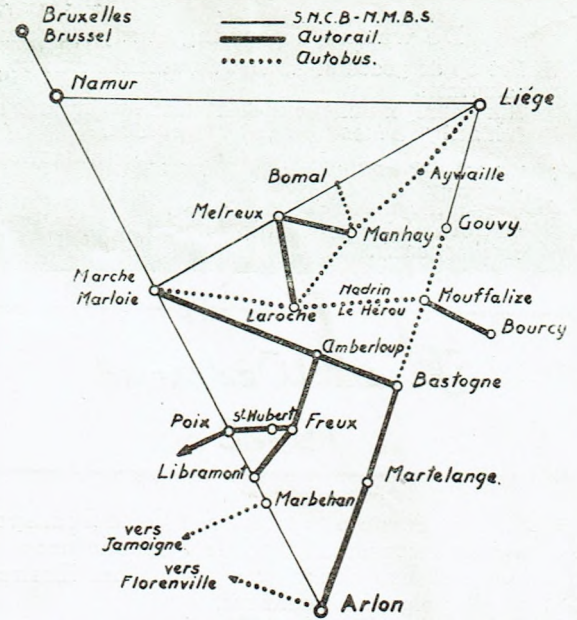 Bruxelles
Brussel
S.N.C.B-N.M.B.S.
Autorail.
Autobus.
Namur
Liége
Bomal
Aywaille
Melreux
Manhay
Gouvy.
Marche
Marloie
Laroche
Nadrin
Le Hérou
Houffalize
Bourcy
amberloup
Bastogne
Poix
St Hubert
Freux
Libramont
Martelange.
Marbehan
vers
Jamoigne
vers
Florenville
Arlon